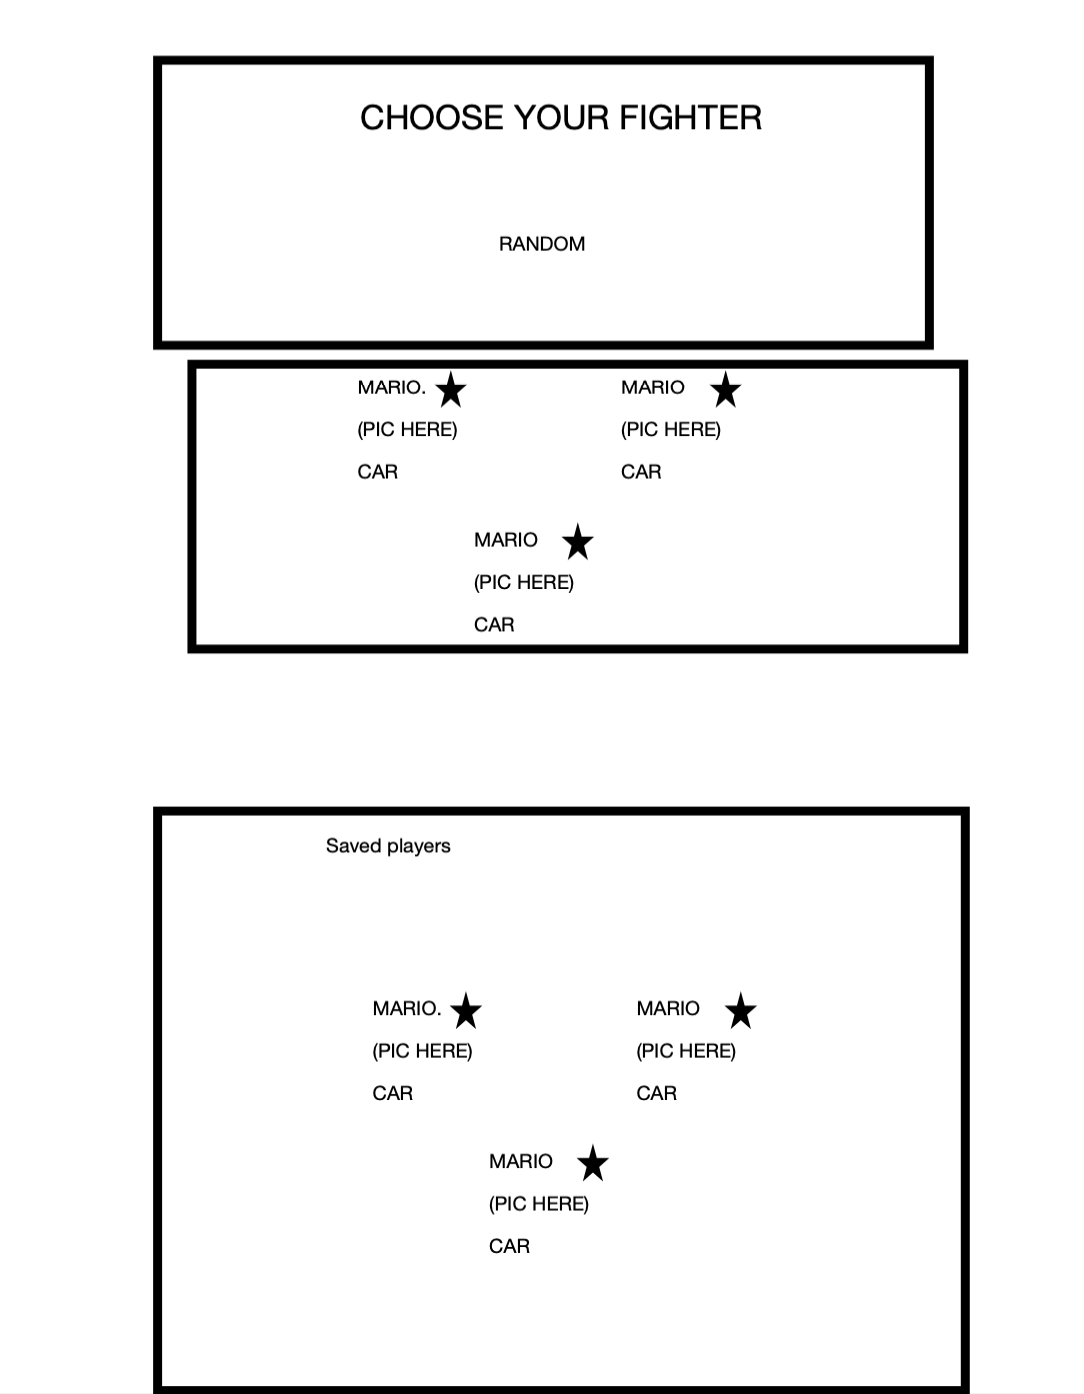 CHOOSE YOUR FIGHTER
RANDOM
MARIO. MARIO
(PIC HERE) (PIC HERE)
CAR CAR
MARIO
(PIC HERE)
CAR
Saved players
MARIO. MARIO
(PIC HERE) (PIC HERE)
CAR CAR
MARIO
(PIC HERE)
CAR